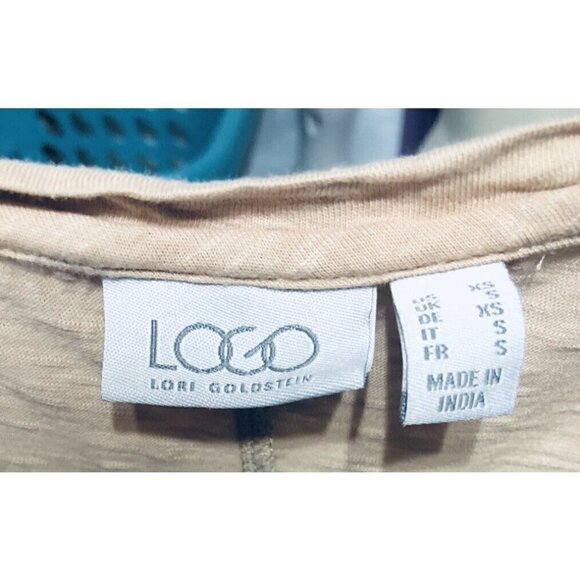 LOGO
LORI GOLDSTEIN
US XS
UK S
DE XS
IT S
FR S
MADE IN
INDIA